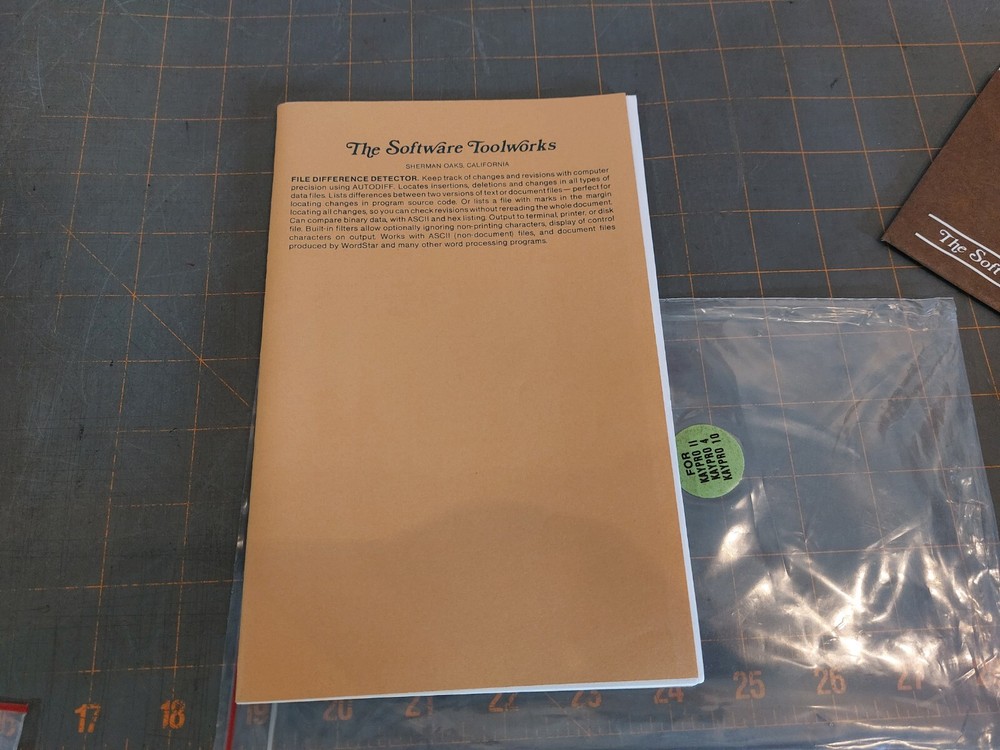 The Software Toolworks
SHERMAN OAKS, CALIFORNIA
FILE DIFFERENCE DETECTOR. Keep track of changes and revisions with computer
precision using AUTODIFF. Locates insertions, deletions and changes in all types of
data files. Lists differences between two versions of text or document files — perfect for
locating changes in program source code. Or lists a file with marks in the margin
locating all changes, so you can check revisions without rereading the whole document.
Can compare binary data, with ASCII and hex listing. Output to terminal, printer, or disk
file. Built-in filters allow optionally ignoring non-printing characters, display of control
characters on output. Works with ASCII (non-document) files, and document files
produced by WordStar and many other word processing programs.
The Soft
FOR II
KAYPRO 4
KAYPRO 10
KAYPRO
17 18 19 20 21 22 23 24 25 26 27